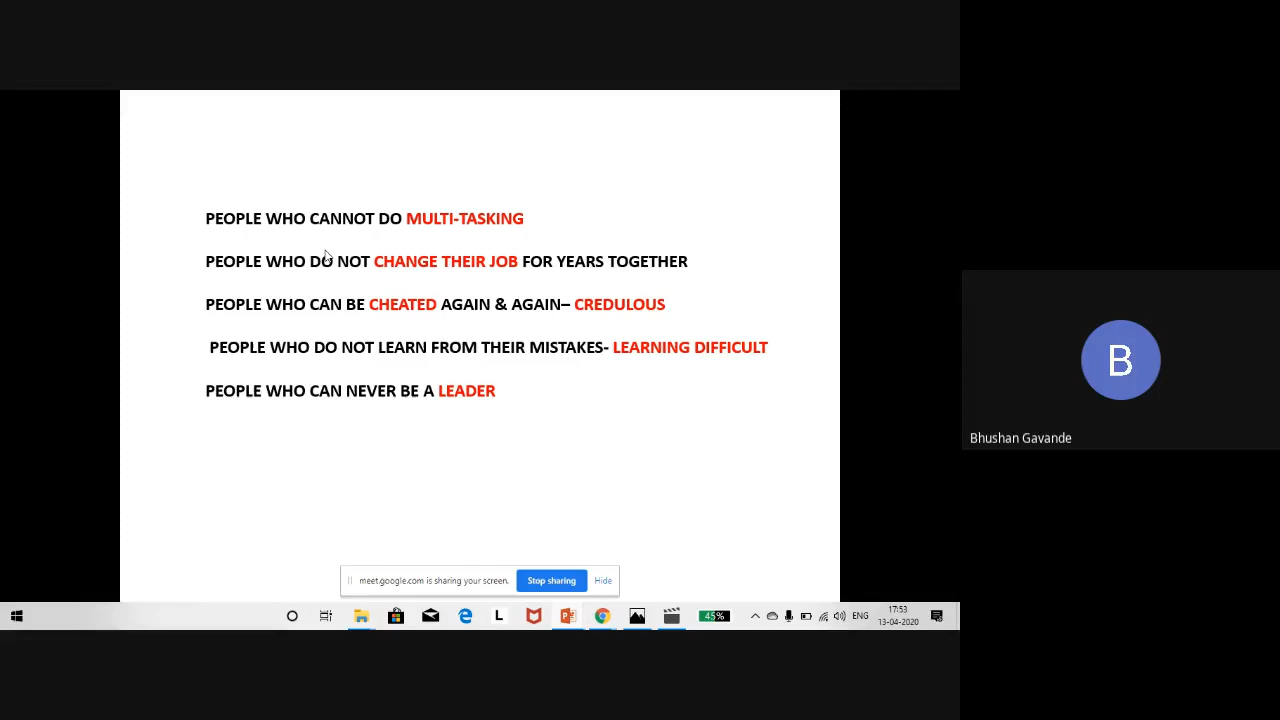 PEOPLE WHO CANNOT DO MULTI-TASKING
PEOPLE WHO DO NOT CHANGE THEIR JOB FOR YEARS TOGETHER
PEOPLE WHO CAN BE CHEATED AGAIN & AGAIN– CREDULOUS
PEOPLE WHO DO NOT LEARN FROM THEIR MISTAKES- LEARNING DIFFICULT
PEOPLE WHO CAN NEVER BE A LEADER
B
Bhushan Gavande
meet.google.com is sharing your screen.
Stop sharing
Hide
L
45%
ENG
17:53
13-04-2020